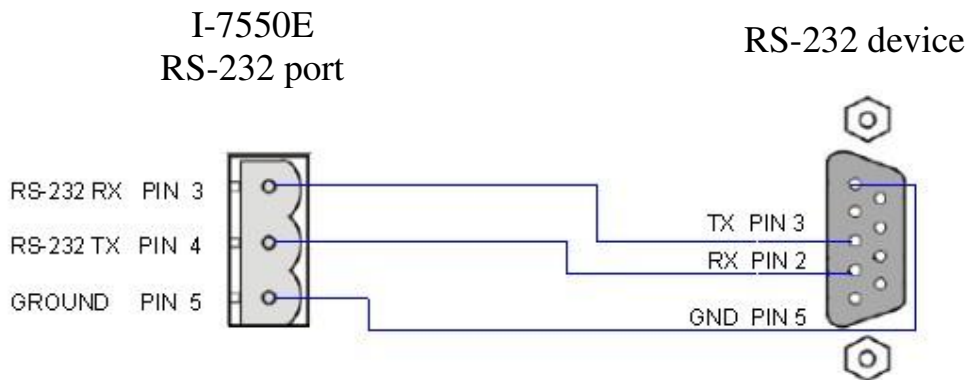 I-7550E
RS-232 port
RS-232 device
RS-232 RX PIN 3
RS-232 TX PIN 4
GROUND PIN 5
TX PIN 3
RX PIN 2
GND PIN 5